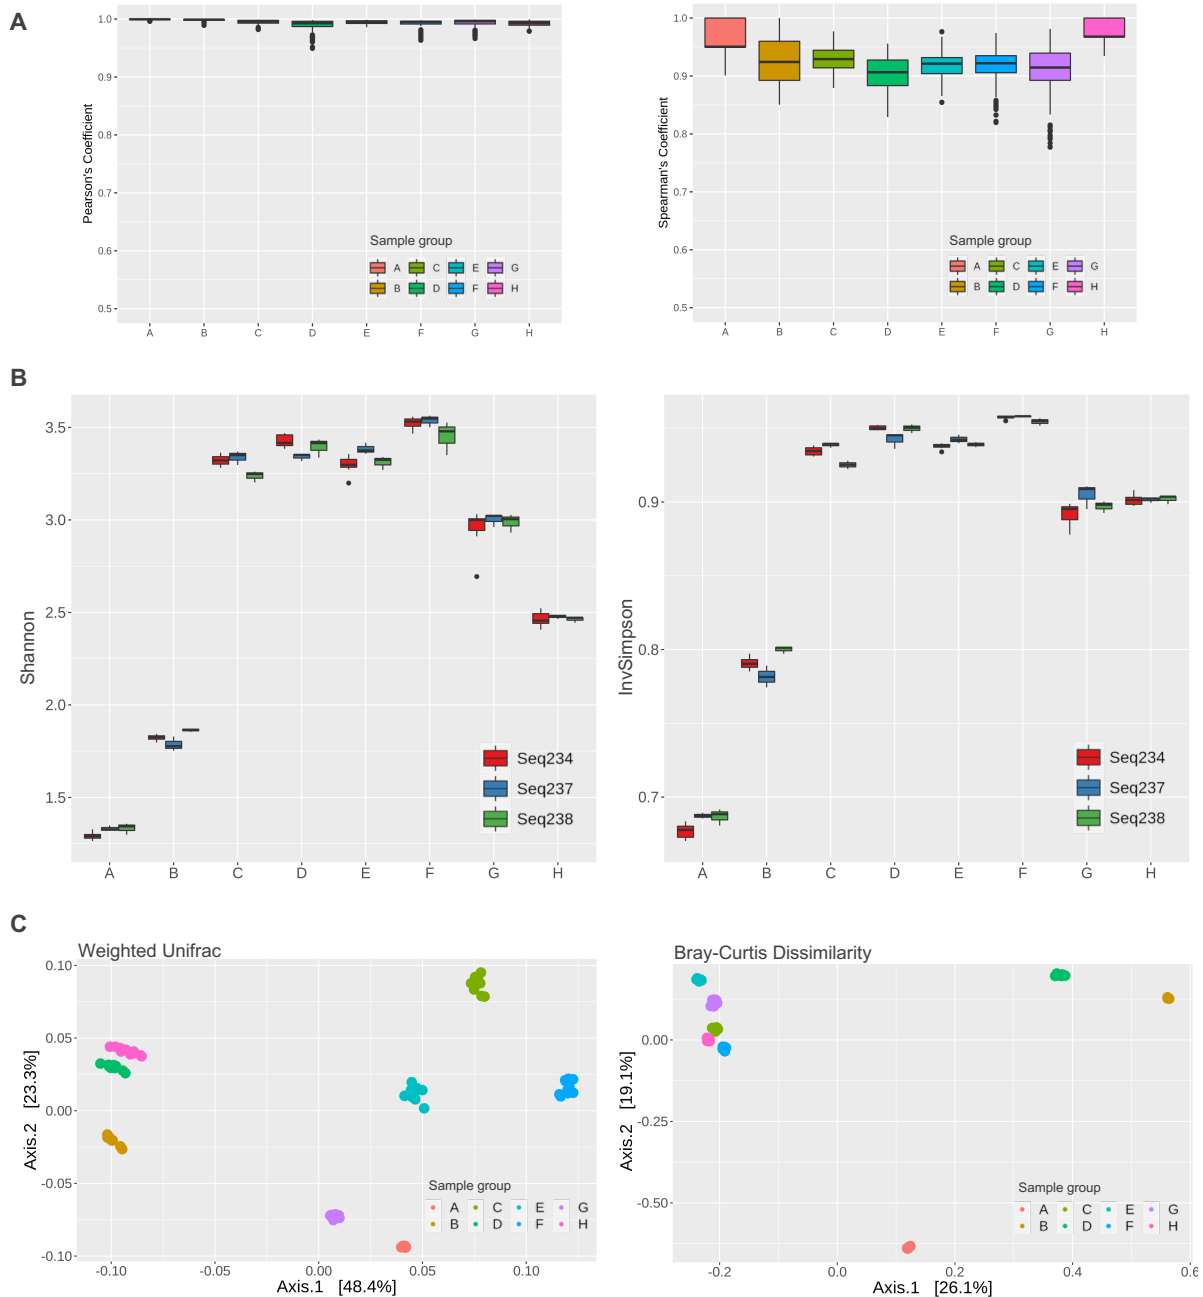 A
1.0
0.9
0.8
0.7
0.6
0.5
Pearson's Coefficient
Sample group
A C E G
B D F H
A B C D E F G H
1.0
0.9
0.8
0.7
0.6
0.5
Spearman's Coefficient
Sample group
A C E G
B D F H
A B C D E F G H
B
3.5
3.0
2.5
2.0
1.5
Shannon
Seq234
Seq237
Seq238
A B C D E F G H
0.9
0.8
0.7
InvSimpson
Seq234
Seq237
Seq238
A B C D E F G H
C
Weighted Unifrac
0.10
0.05
0.00
-0.05
-0.10
Axis.2 [23.3%]
Sample group
A C E G
B D F H
-0.10 -0.05 0.00 0.05 0.10
Axis.1 [48.4%]
Bray-Curtis Dissimilarity
0.00
-0.25
-0.50
Axis.2 [19.1%]
Sample group
A C E G
B D F H
-0.2 0.0 0.2 0.4 0.6
Axis.1 [26.1%]